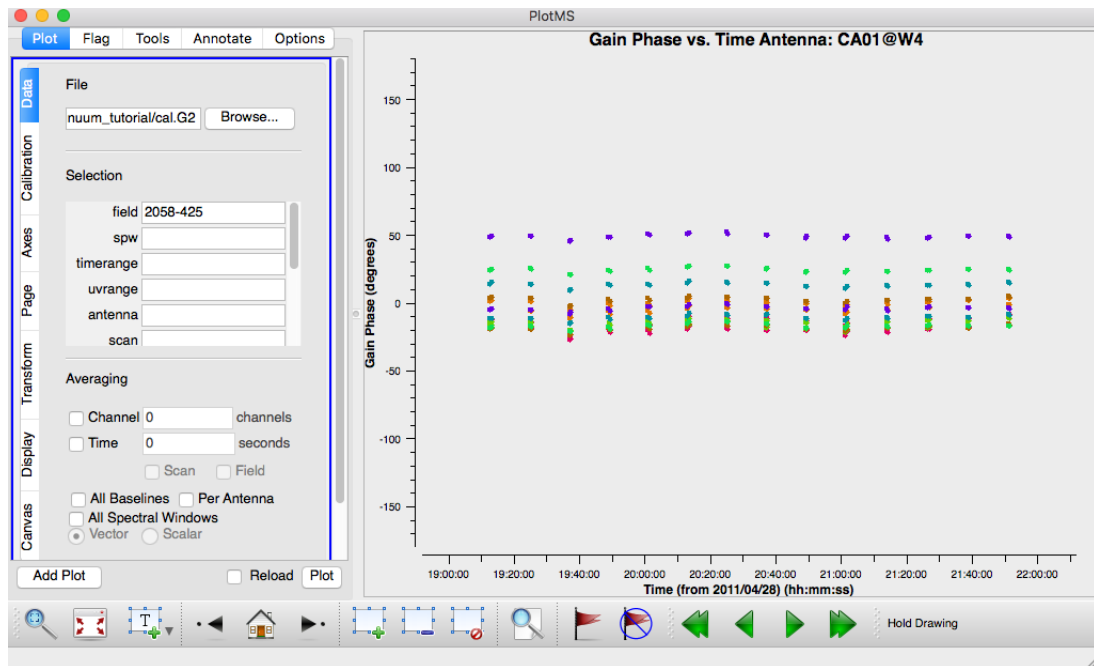 PlotMS
Plot Flag Tools Annotate Options
Data
Calibration
Axes
Page
Transform
Display
Canvas
File
nuum_tutorial/cal.G2 Browse...
Selection
field 2058-425
spw
timerange
uvrange
antenna
scan
Averaging
Channel 0 channels
Time 0 seconds
Scan Field
All Baselines Per Antenna
All Spectral Windows
Vector Scalar
Add Plot Reload Plot
Gain Phase vs. Time Antenna: CA01@W4
Gain Phase (degrees)
150
100
50
0
-50
-100
-150
19:00:00 19:20:00 19:40:00 20:00:00 20:20:00 20:40:00 21:00:00 21:20:00 21:40:00 22:00:00
Time (from 2011/04/28) (hh:mm:ss)
T
Hold Drawing